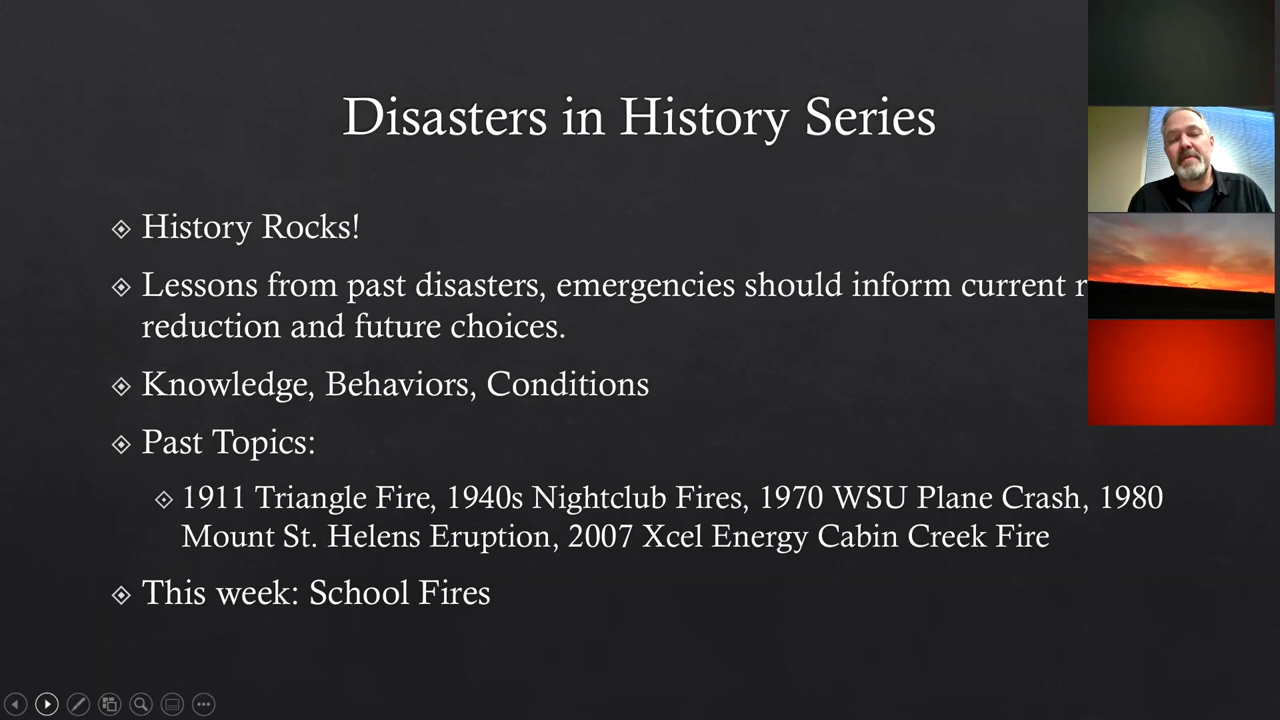 Disasters in History Series
History Rocks!
Lessons from past disasters, emergencies should inform current
reduction and future choices.
Knowledge, Behaviors, Conditions
Past Topics:
1911 Triangle Fire, 1940s Nightclub Fires, 1970 WSU Plane Crash, 1980
Mount St. Helens Eruption, 2007 Xcel Energy Cabin Creek Fire
This week: School Fires